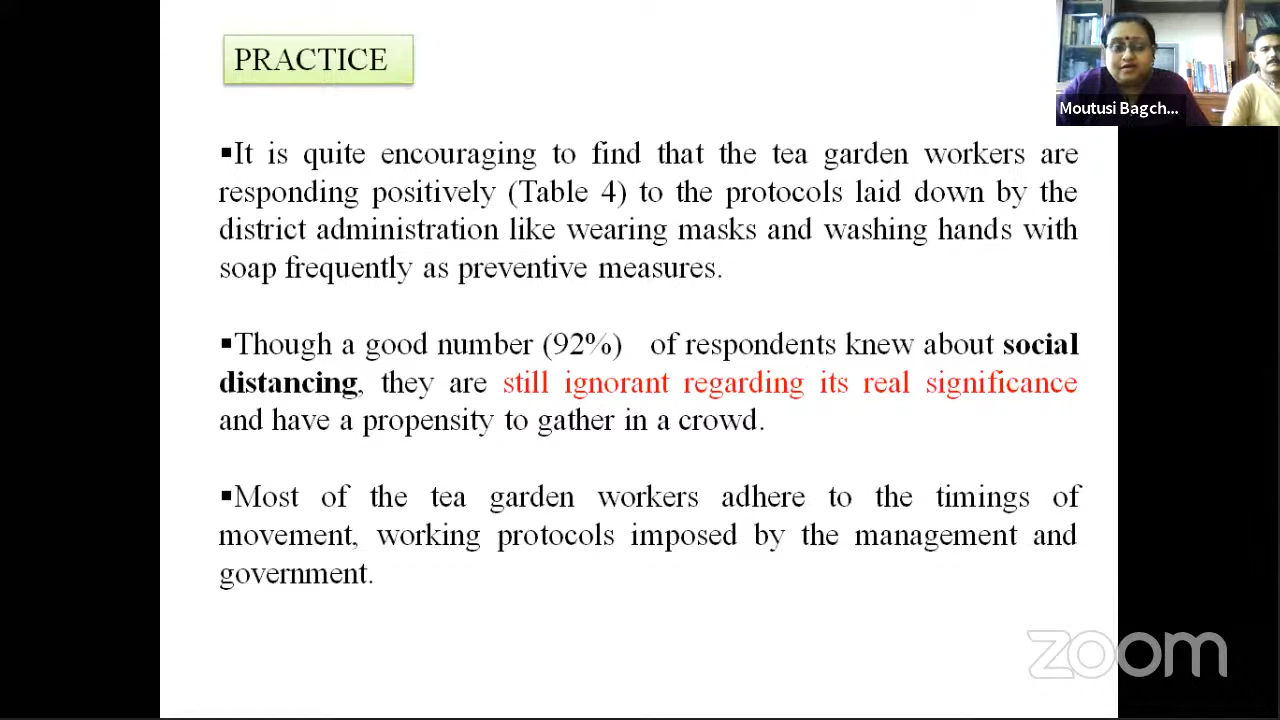 PRACTICE
Moutusi Bagch...
▪It is quite encouraging to find that the tea garden workers are
responding positively (Table 4) to the protocols laid down by the
district administration like wearing masks and washing hands with
soap frequently as preventive measures.
▪Though a good number (92%) of respondents knew about social
distancing, they are still ignorant regarding its real significance
and have a propensity to gather in a crowd.
▪Most of the tea garden workers adhere to the timings of
movement, working protocols imposed by the management and
government.
zoom